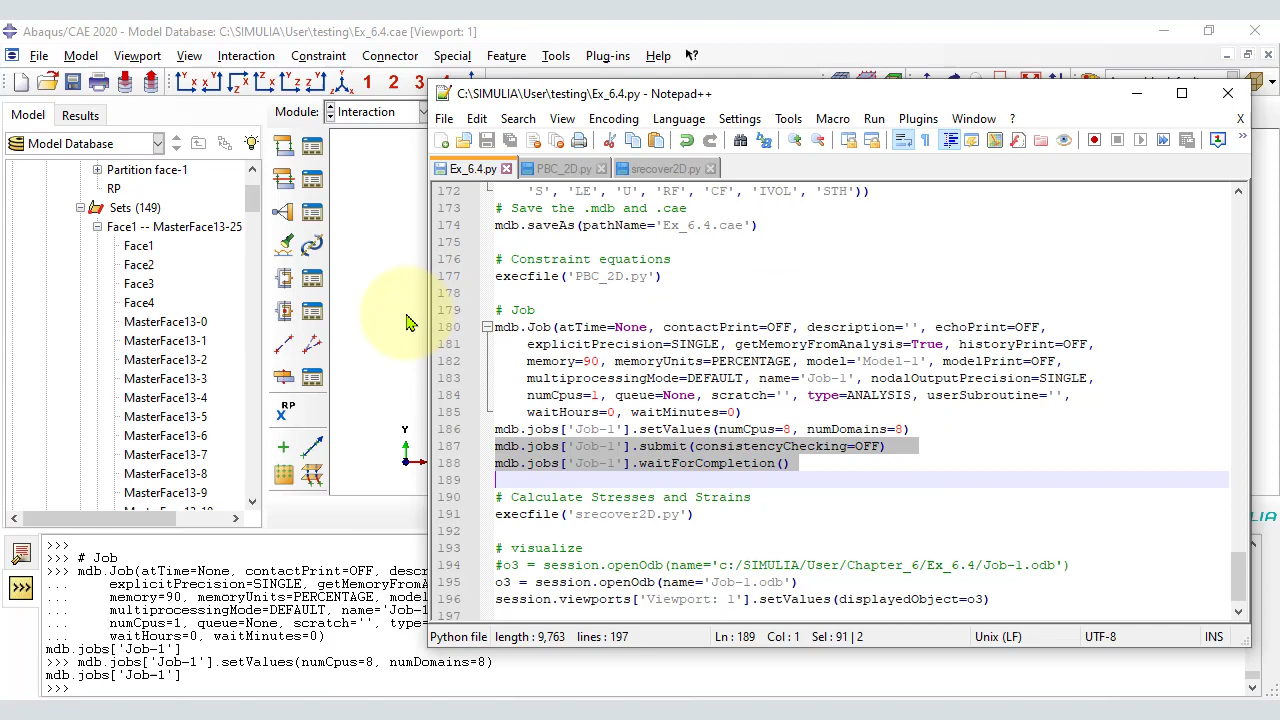 Abaqus/CAE 2020 - Model Database: C:\SIMULIA\User\testing\Ex_6.4.cae [Viewport: 1]
File Model Viewport View Interaction Constraint Connector Special Feature Tools Plug-ins Help
1 2 3
Model Results
Module: Interaction
Model Database
Partition face-1
RP
Sets (149)
Face1 -- MasterFace13-25
Face1
Face2
Face3
Face4
MasterFace13-0
MasterFace13-1
MasterFace13-2
MasterFace13-3
MasterFace13-4
MasterFace13-5
MasterFace13-6
MasterFace13-7
MasterFace13-8
MasterFace13-9
RP
Y
C:\SIMULIA\User\testing\Ex_6.4.py - Notepad++
File Edit Search View Encoding Language Settings Tools Macro Run Plugins Window ? X
Ex_6.4.py PBC_2D.py srecover2D.py
172 'S', 'LE', 'U', 'RF', 'CF', 'IVOL', 'STH'))
173 # Save the .mdb and .cae
174 mdb.saveAs(pathName='Ex_6.4.cae')
175
176 # Constraint equations
177 execfile('PBC_2D.py')
178
179 # Job
180 mdb.Job(atTime=None, contactPrint=OFF, description='', echoPrint=OFF,
181 explicitPrecision=SINGLE, getMemoryFromAnalysis=True, historyPrint=OFF,
182 memory=90, memoryUnits=PERCENTAGE, model='Model-1', modelPrint=OFF,
183 multiprocessingMode=DEFAULT, name='Job-1', nodalOutputPrecision=SINGLE,
184 numCpus=1, queue=None, scratch='', type=ANALYSIS, userSubroutine='',
185 waitHours=0, waitMinutes=0)
186 mdb.jobs['Job-1'].setValues(numCpus=8, numDomains=8)
187 mdb.jobs['Job-1'].submit(consistencyChecking=OFF)
188 mdb.jobs['Job-1'].waitForCompletion()
189
190 # Calculate Stresses and Strains
191 execfile('srecover2D.py')
192
193 # visualize
194 #o3 = session.openOdb(name='c:/SIMULIA/User/Chapter_6/Ex_6.4/Job-1.odb')
195 o3 = session.openOdb(name='Job-1.odb')
196 session.viewports['Viewport: 1'].setValues(displayedObject=o3)
197
Python file length : 9,763 lines : 197 Ln : 189 Col : 1 Sel : 91 | 2 Unix (LF) UTF-8 INS
>>>
>>> # Job
>>> mdb.Job(atTime=None, contactPrint=OFF,
... explicitPrecision=SINGLE,
... memory=90, memoryUnits=PERCENTAGE,
... multiprocessingMode=DEFAULT, name='Job-1'
... numCpus=1, queue=None, scratch='',
... waitHours=0, waitMinutes=0)
mdb.jobs['Job-1']
>>> mdb.jobs['Job-1'].setValues(numCpus=8, numDomains=8)
mdb.jobs['Job-1']
>>>